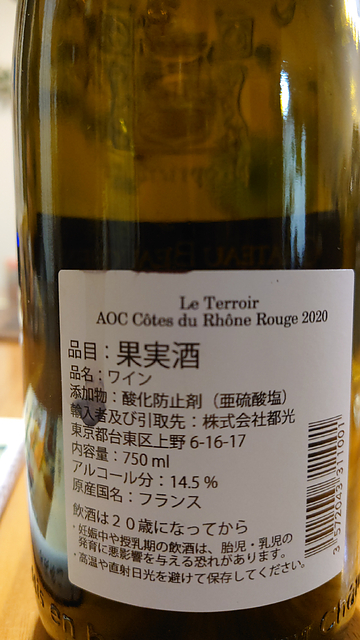 CHATEAU BEAU
Le Terroir
AOC Côtes du Rhône Rouge 2020
品目：果実酒
品名：ワイン
添加物：酸化防止剤（亜硫酸塩）
輸入者及び引取先：株式会社都光
東京都台東区上野 6-16-17
内容量：750 ml
アルコール分：14.5 %
原産国名：フランス
飲酒は２０歳になってから
・妊娠中や授乳期の飲酒は、胎児・乳児の
発育に悪影響を与える恐れがあります。
・高温や直射日光を避けて保存してください。
3 572043 311001